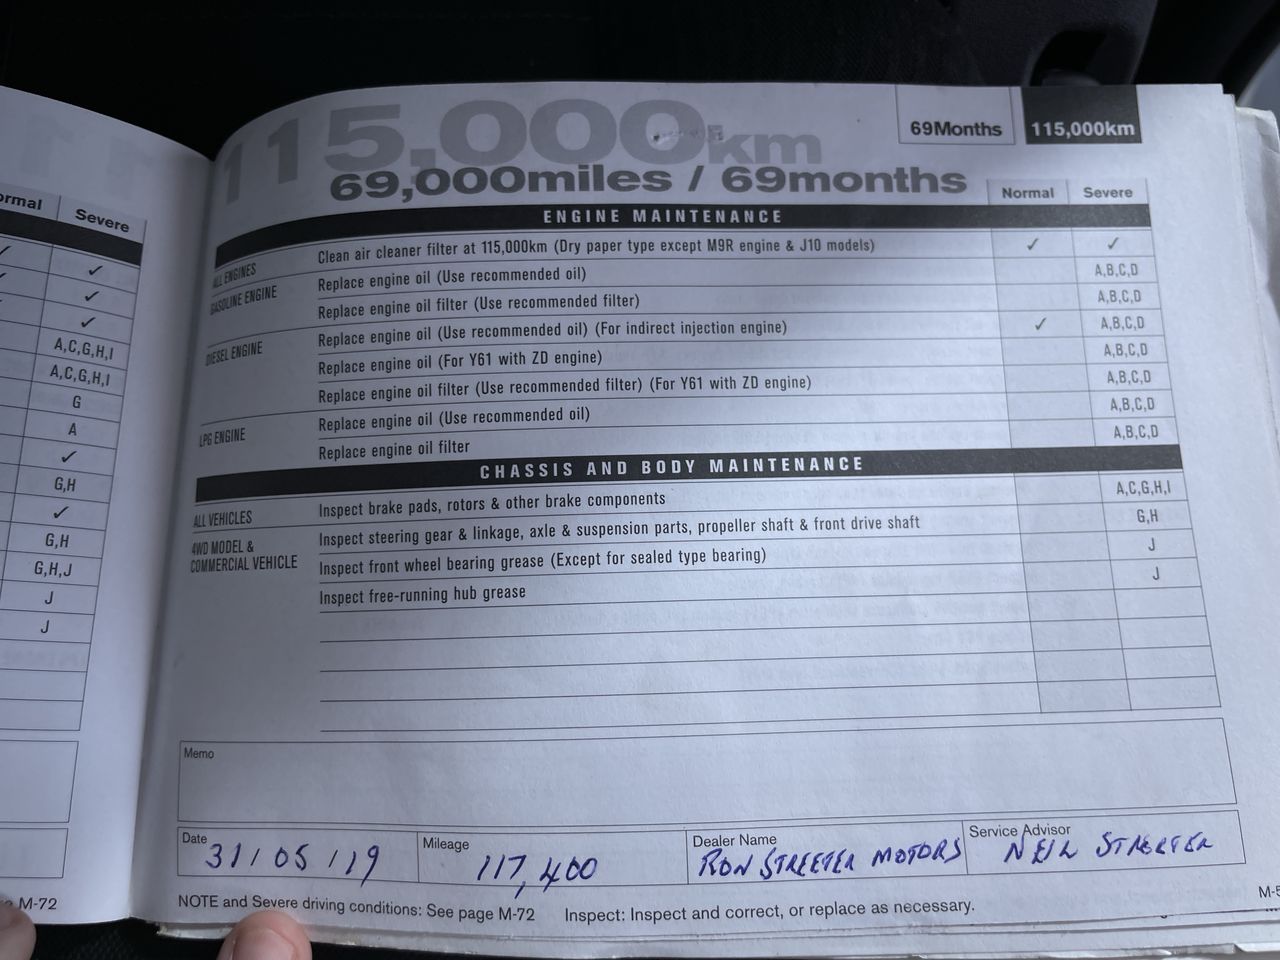 rmal Severe
✓ ✓
✓
✓
A,C,G,H,I
A,C,G,H,I
G
A
✓
G,H
✓
G,H
G,H,J
J
J
M-72
115,000km
69,000miles / 69months
69Months 115,000km
Normal Severe
ENGINE MAINTENANCE
ALL ENGINES Clean air cleaner filter at 115,000km (Dry paper type except M9R engine & J10 models) ✓ ✓
GASOLINE ENGINE Replace engine oil (Use recommended oil) A,B,C,D
Replace engine oil filter (Use recommended filter) A,B,C,D
DIESEL ENGINE Replace engine oil (Use recommended oil) (For indirect injection engine) ✓ A,B,C,D
Replace engine oil (For Y61 with ZD engine) A,B,C,D
Replace engine oil filter (Use recommended filter) (For Y61 with ZD engine) A,B,C,D
LPG ENGINE Replace engine oil (Use recommended oil) A,B,C,D
Replace engine oil filter A,B,C,D
CHASSIS AND BODY MAINTENANCE
ALL VEHICLES Inspect brake pads, rotors & other brake components A,C,G,H,I
4WD MODEL & COMMERCIAL VEHICLE Inspect steering gear & linkage, axle & suspension parts, propeller shaft & front drive shaft G,H
Inspect front wheel bearing grease (Except for sealed type bearing) J
Inspect free-running hub grease J
Memo
Date 31/05/19 Mileage 117,400 Dealer Name RON STREETER MOTORS Service Advisor NEIL STREETER
NOTE and Severe driving conditions: See page M-72 Inspect: Inspect and correct, or replace as necessary.